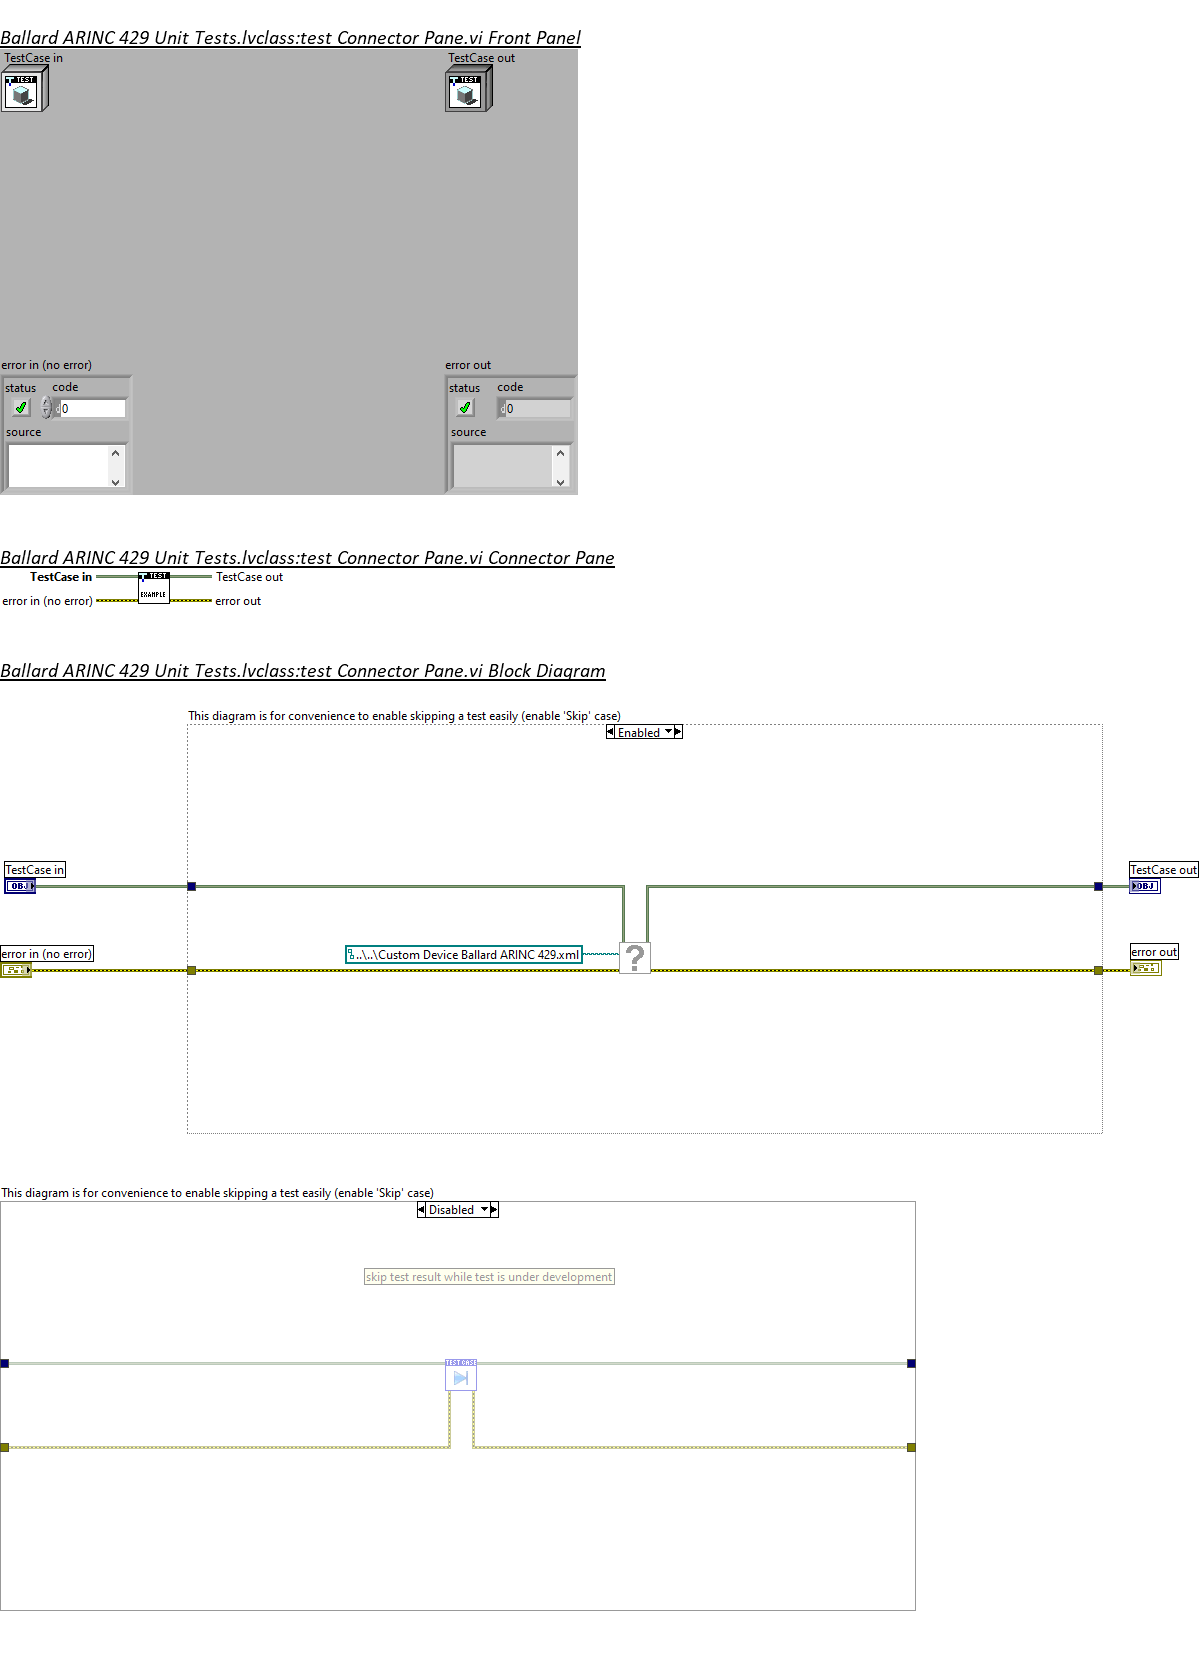 Ballard ARINC 429 Unit Tests.lvclass:test Connector Pane.vi Front Panel
TestCase in
TestCase out
TEST
TEST
error in (no error)
error out
status
code
status
code
d0
d0
source
source
Ballard ARINC 429 Unit Tests.lvclass:test Connector Pane.vi Connector Pane
TestCase in
TEST
TestCase out
EXAMPLE
error in (no error)
error out
Ballard ARINC 429 Unit Tests.lvclass:test Connector Pane.vi Block Diagram
This diagram is for convenience to enable skipping a test easily (enable 'Skip' case)
Enabled
TestCase in
OBJ
TestCase out
OBJ
error in (no error)
..\..\Custom Device Ballard ARINC 429.xml
?
error out
This diagram is for convenience to enable skipping a test easily (enable 'Skip' case)
Disabled
skip test result while test is under development
TEST CASE